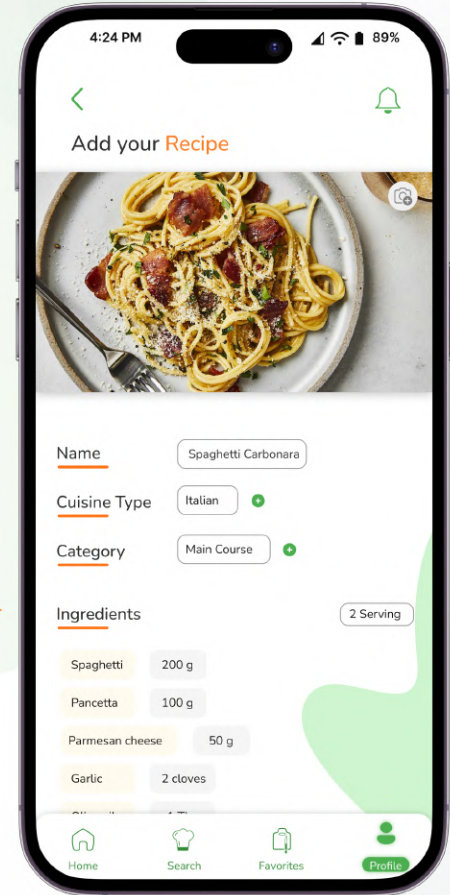 4:24 PM 89%
Add your Recipe
Name Spaghetti Carbonara
Cuisine Type Italian
Category Main Course
Ingredients 2 Serving
Spaghetti 200 g
Pancetta 100 g
Parmesan cheese 50 g
Garlic 2 cloves
Home Search Favorites Profile